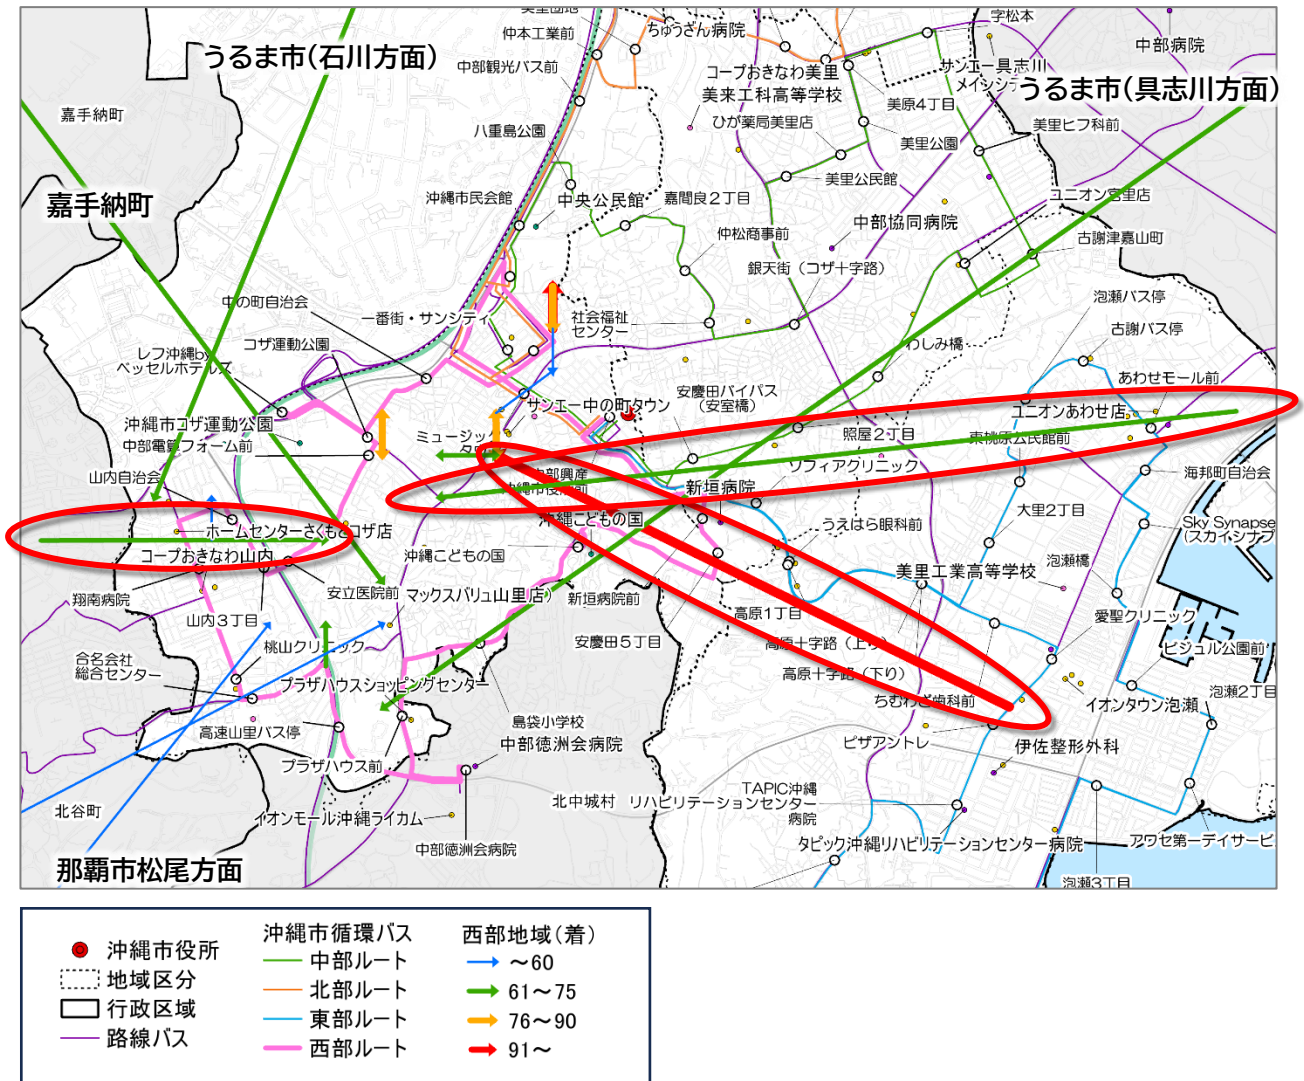 美里団地
仲本工業前
ちゅうざん病院
字松本
中部病院
うるま市(石川方面)
中部観光バス前
コープおきなわ美里
美来工科高等学校
サンエー具志川
メインシティ
うるま市(具志川方面)
美原4丁目
嘉手納町
ひが薬局美里店
八重島公園
美里公園
美里ヒフ科前
美里公民館
嘉手納町
沖縄市民会館
中央公民館
嘉間良2丁目
ユニオン宮里店
中部協同病院
仲松商事前
古謝津嘉山町
銀天街(コザ十字路)
中の町自治会
泡瀬バス停
一番街・サンシティ
社会福祉
センター
古謝バス停
コザ運動公園
わしみ橋
レフ沖縄by
ベッセルホテルズ
安慶田バイパス
(安室橋)
あわせモール前
サンエー中の町タウン
ユニオンあわせ店
沖縄市コザ運動公園
中部電算フォーム前
ミュージック
タウン
照屋2丁目
東桃原公民館前
中部興産
沖縄市役所前
ソフィアクリニック
海邦町自治会
山内自治会
新垣病院
大里2丁目
ホームセンターさくもとコザ店
沖縄こどもの国
うえはら眼科前
Sky Synapse
(スカイシナプ
コープおきなわ山内
沖縄こどもの国
美里工業高等学校
泡瀬橋
翔南病院
安立医院前
マックスバリュ山里店)
新垣病院前
高原1丁目
愛聖クリニック
山内3丁目
安慶田5丁目
高原十字路(上り)
ビジュル公園前
桃山クリニック
合名会社
総合センター
高原十字路(下り)
プラザハウスショッピングセンター
ちむわざ歯科前
泡瀬2丁目
イオンタウン泡瀬
島袋小学校
高速山里バス停
中部徳洲会病院
ピザアントレ
伊佐整形外科
プラザハウス前
TAPIC沖縄
リハビリテーションセンター
病院
北谷町
北中城村
イオンモール沖縄ライカム
タピック沖縄リハビリテーションセンター病院
アワセ第一デイサービ
中部徳洲会病院
那覇市松尾方面
泡瀬3丁目
沖縄市役所
地域区分
行政区域
路線バス
沖縄市循環バス
中部ルート
北部ルート
東部ルート
西部ルート
西部地域(着)
～60
61～75
76～90
91～